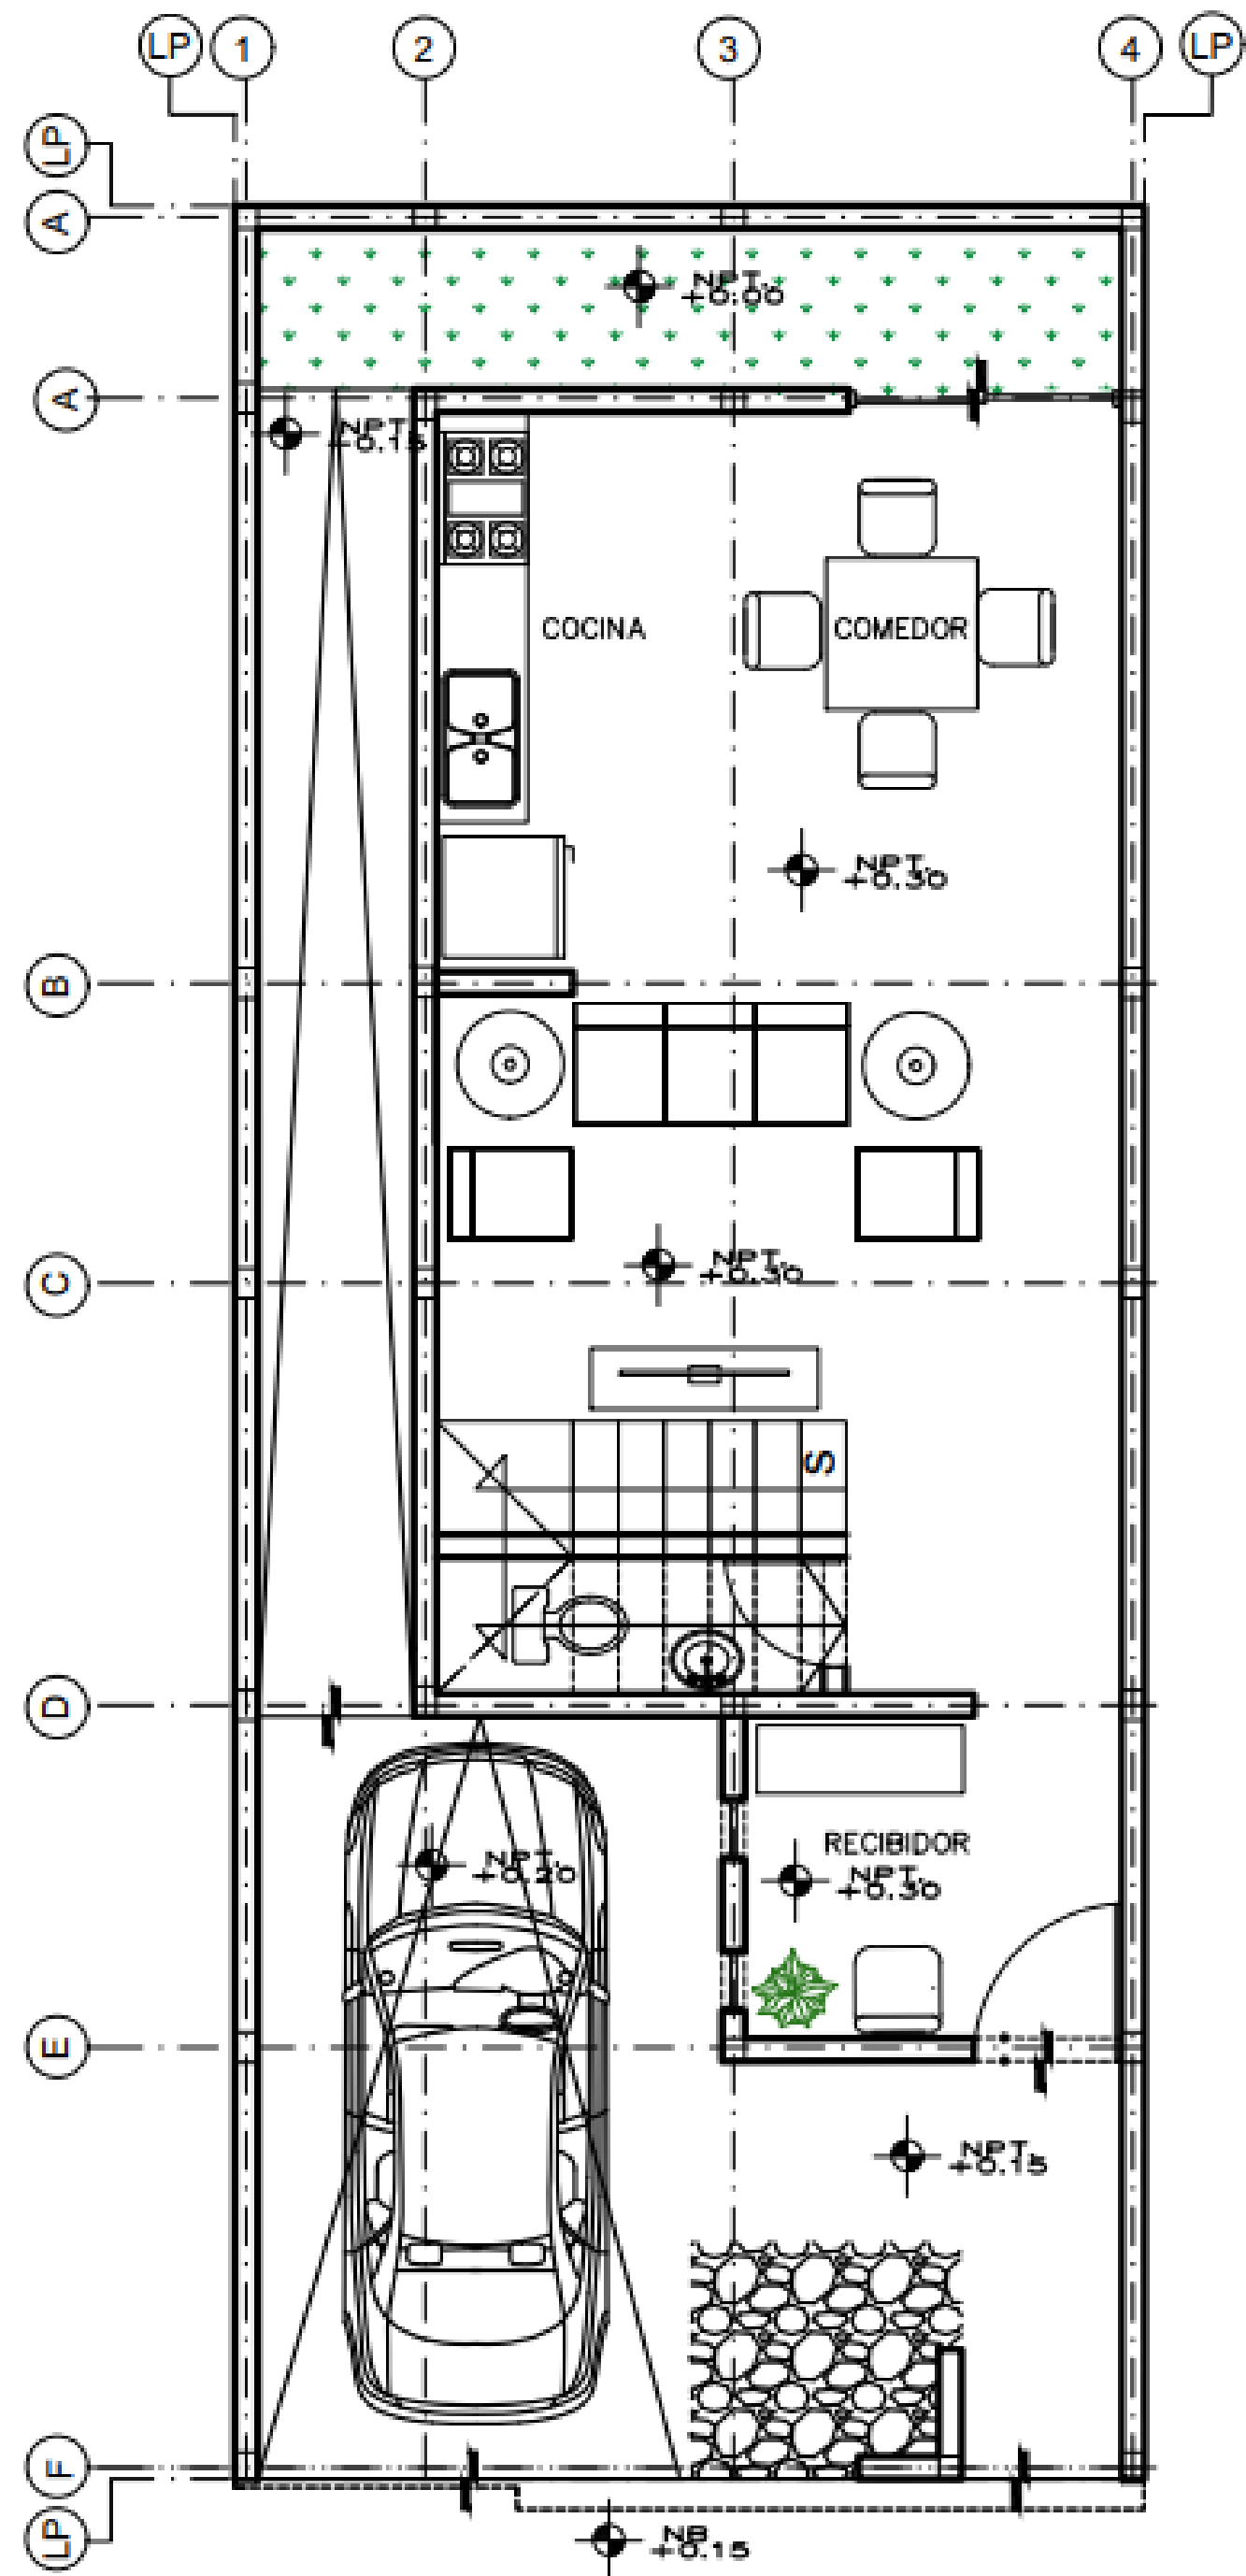 LP 1 2 3 4 LP
LP
A
NPT.
+0.00
A
NPT.
+0.15
COCINA
COMEDOR
NPT.
+0.30
B
NPT.
+0.30
C
S
D
RECIBIDOR
NPT.
+0.20
NPT.
+0.30
E
NPT.
+0.15
F
LP
NB
+0.15